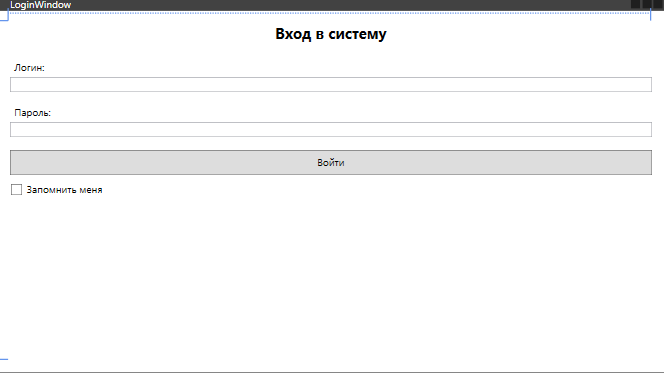 LoginWindow
Вход в систему
Логин:
Пароль:
Войти
Запомнить меня